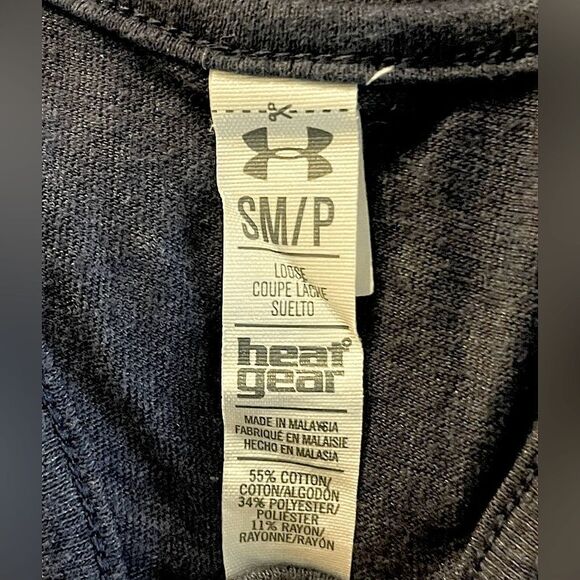 SM/P
LOOSE
COUPE LÂCHE
SUELTO
heat
gear
MADE IN MALAYSIA
FABRIQUÉ EN MALAISIE
HECHO EN MALASIA
55% COTTON/
COTON/ALGODÓN
34% POLYESTER/
POLIÉSTER
11% RAYON/
RAYONNE/RAYÓN